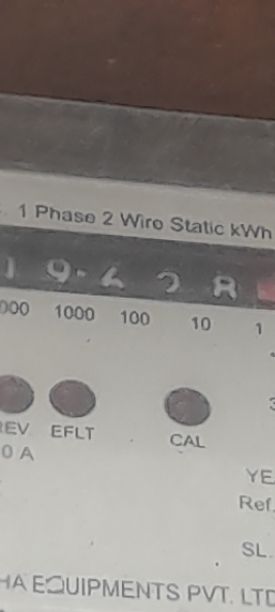 1 Phase 2 Wire Static kWh
000 1000 100 10 1
REV EFLT CAL
0 A
YE
Ref.
SL.
HA EQUIPMENTS PVT. LTD